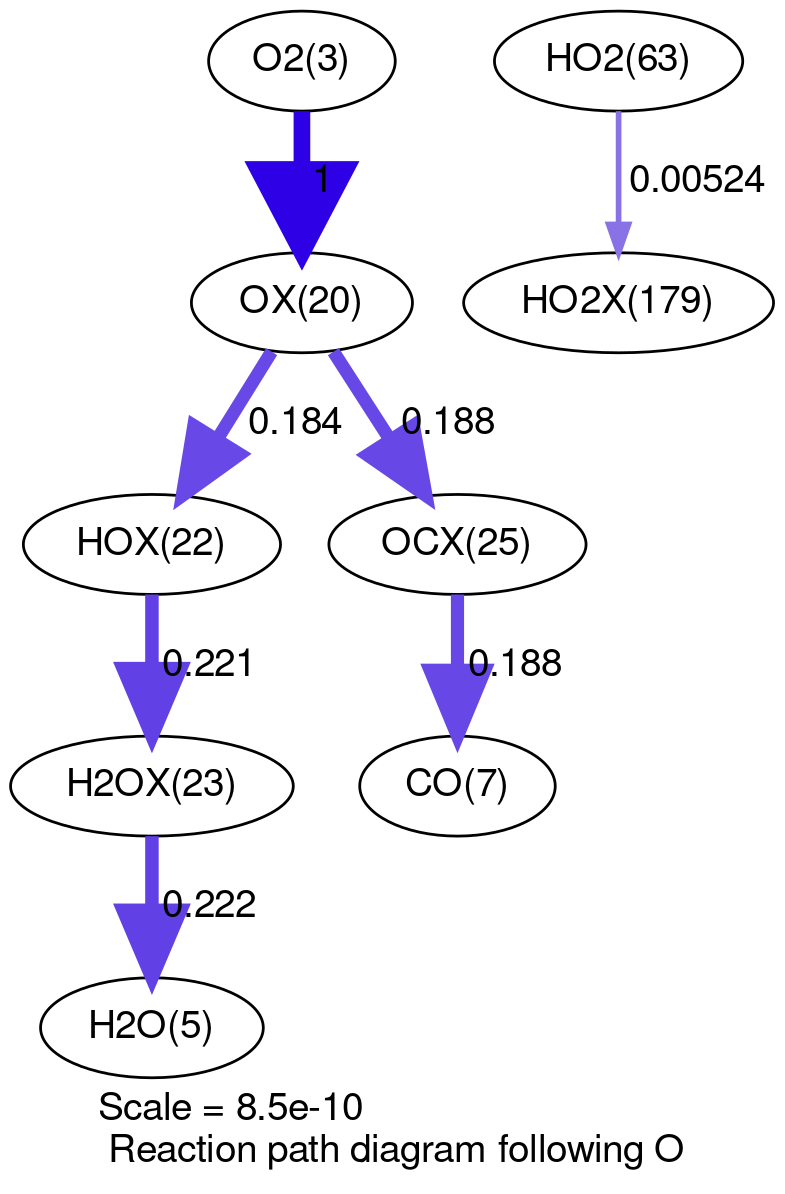 O2(3)
HO2(63)
1
0.00524
OX(20)
HO2X(179)
0.184
0.188
HOX(22)
OCX(25)
0.221
0.188
H2OX(23)
CO(7)
0.222
H2O(5)
Scale = 8.5e-10
Reaction path diagram following O